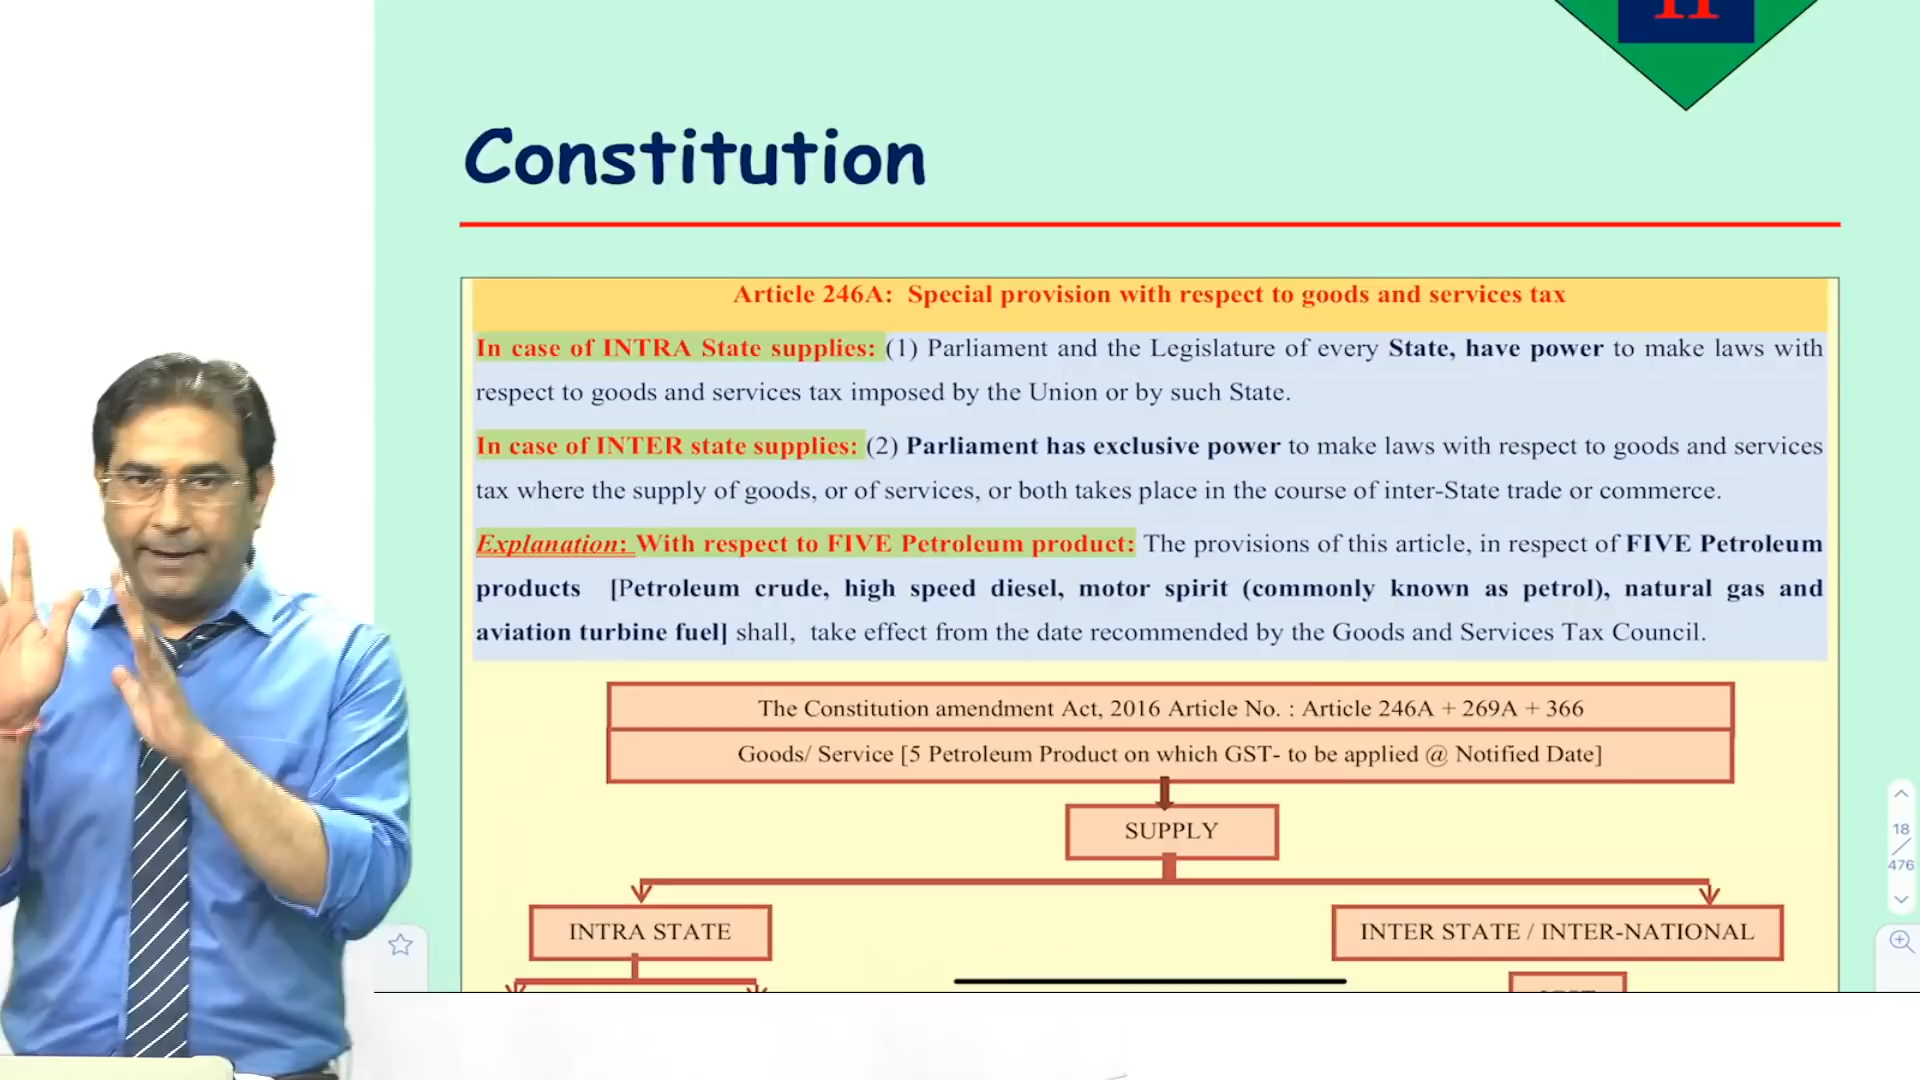 Constitution
Article 246A: Special provision with respect to goods and services tax
In case of INTRA State supplies: (1) Parliament and the Legislature of every State, have power to make laws with
respect to goods and services tax imposed by the Union or by such State.
In case of INTER state supplies: (2) Parliament has exclusive power to make laws with respect to goods and services
tax where the supply of goods, or of services, or both takes place in the course of inter-State trade or commerce.
Explanation: With respect to FIVE Petroleum product: The provisions of this article, in respect of FIVE Petroleum
products [Petroleum crude, high speed diesel, motor spirit (commonly known as petrol), natural gas and
aviation turbine fuel] shall, take effect from the date recommended by the Goods and Services Tax Council.
The Constitution amendment Act, 2016 Article No. : Article 246A + 269A + 366
Goods/ Service [5 Petroleum Product on which GST- to be applied @ Notified Date]
SUPPLY
INTRA STATE
INTER STATE / INTER-NATIONAL
18
/
476